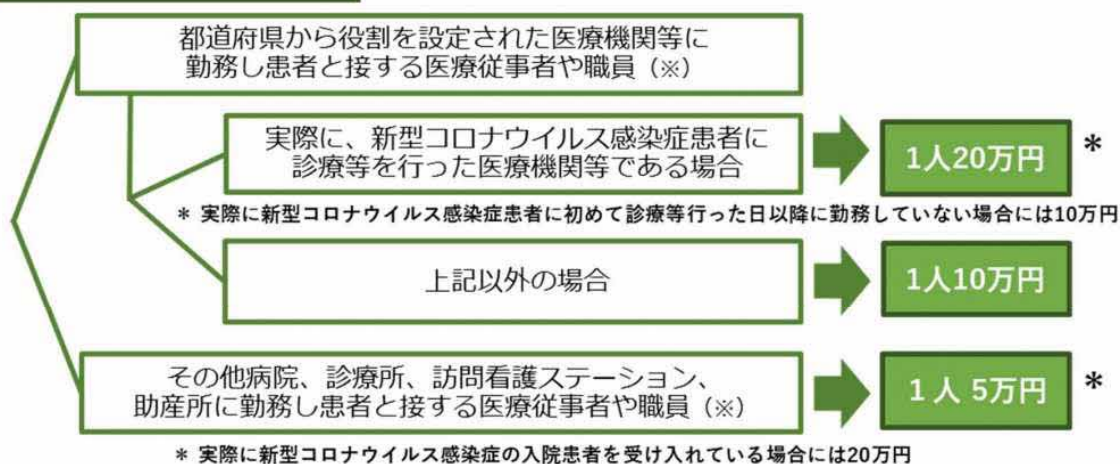 都道府県から役割を設定された医療機関等に
勤務し患者と接する医療従事者や職員（※）
実際に、新型コロナウイルス感染症患者に
診療等を行った医療機関等である場合
1人20万円 *
* 実際に新型コロナウイルス感染症患者に初めて診療等行った日以降に勤務していない場合には10万円
上記以外の場合
1人10万円
その他病院、診療所、訪問看護ステーション、
助産所に勤務し患者と接する医療従事者や職員（※）
1人 5万円 *
* 実際に新型コロナウイルス感染症の入院患者を受け入れている場合には20万円